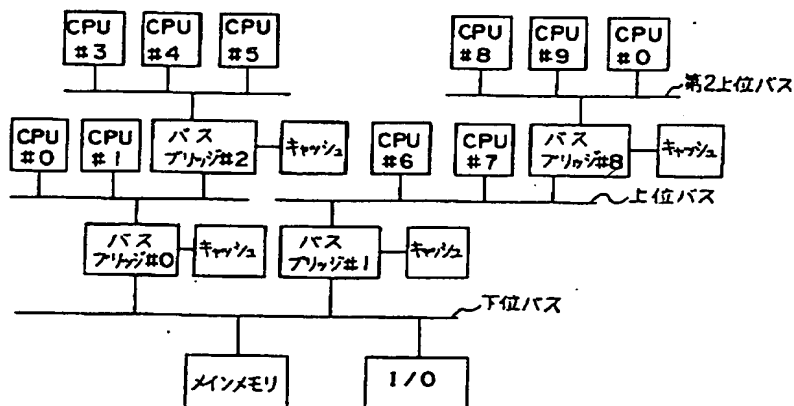 CPU
#3
CPU
#4
CPU
#5
CPU
#8
CPU
#9
CPU
#0
第2上位バス
CPU
#0
CPU
#1
バス
ブリッジ#2
キャッシュ
CPU
#6
CPU
#7
バス
ブリッジ#8
キャッシュ
上位バス
バス
ブリッジ#0
キャッシュ
バス
ブリッジ#1
キャッシュ
下位バス
メインメモリ
I/O